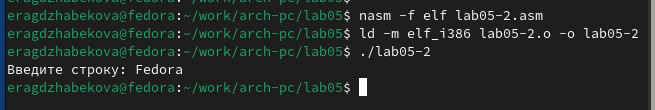 eragdzhabekova@fedora:~/work/arch-pc/lab05$ nasm -f elf lab05-2.asm
eragdzhabekova@fedora:~/work/arch-pc/lab05$ ld -m elf_i386 lab05-2.o -o lab05-2
eragdzhabekova@fedora:~/work/arch-pc/lab05$ ./lab05-2
Введите строку: Fedora
eragdzhabekova@fedora:~/work/arch-pc/lab05$